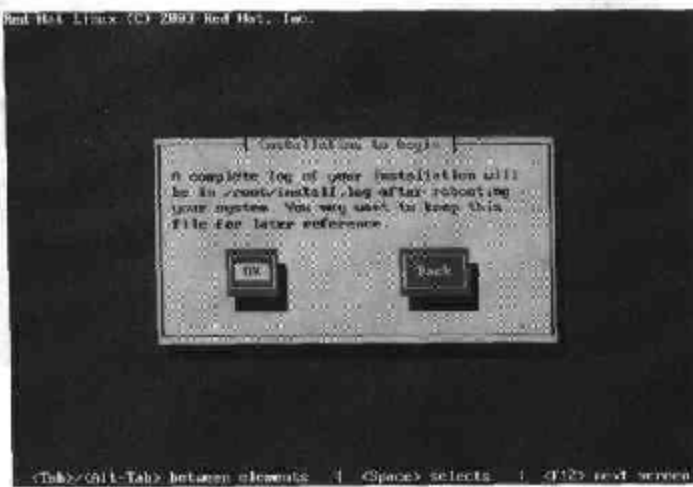 Red Hat Linux (C) 2003 Red Hat, Inc.
Installation to begin
A complete log of your installation will
be in /root/install.log after rebooting
your system. You may want to keep this
file for later reference.
OK
Back
<Tab>/<Alt-Tab> between elements | <Space> selects | <F12> next screen